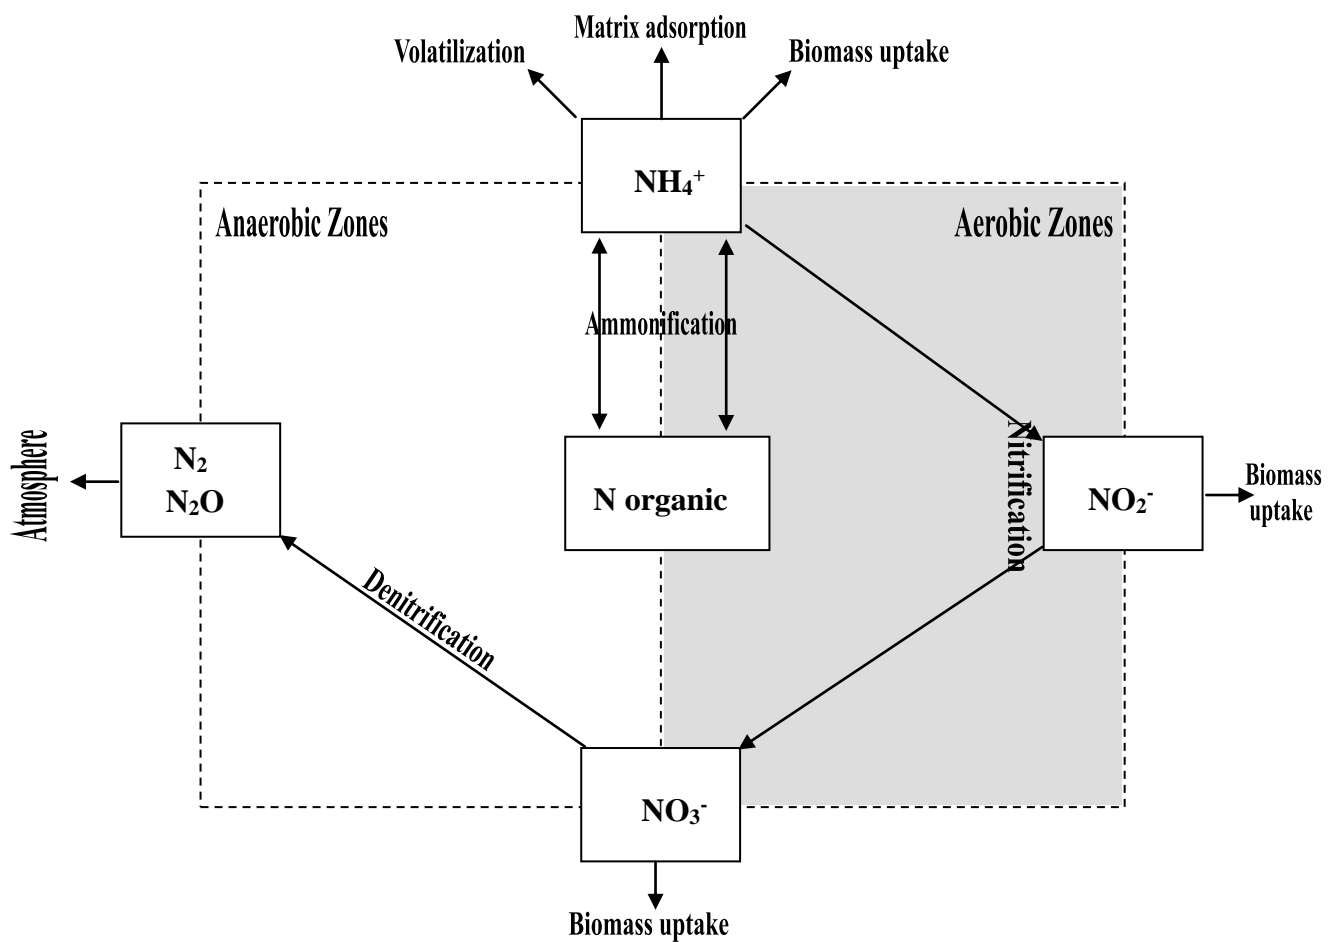 Matrix adsorption
Volatilization
Biomass uptake
NH₄⁺
Anaerobic Zones
Aerobic Zones
Ammonification
Atmosphere
N₂
N₂O
N organic
Nitrification
NO₂⁻
Biomass
uptake
Denitrification
NO₃⁻
Biomass uptake